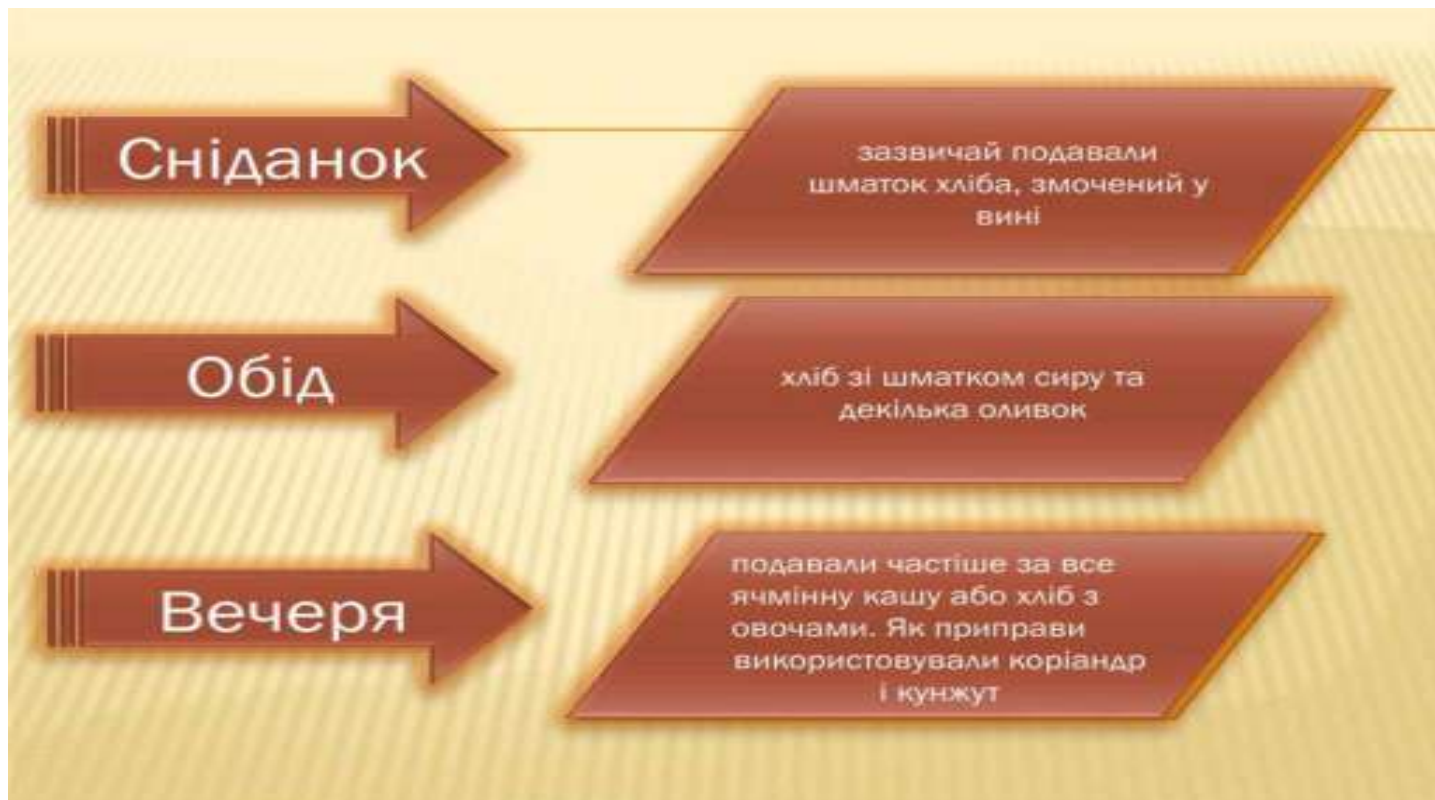 Сніданок
зазвичай подавали
шматок хліба, змочений у
вині
Обід
хліб зі шматком сиру та
декілька оливок
Вечеря
подавали частіше за все
ячмінну кашу або хліб з
овочами. Як приправи
використовували коріандр
і кунжут